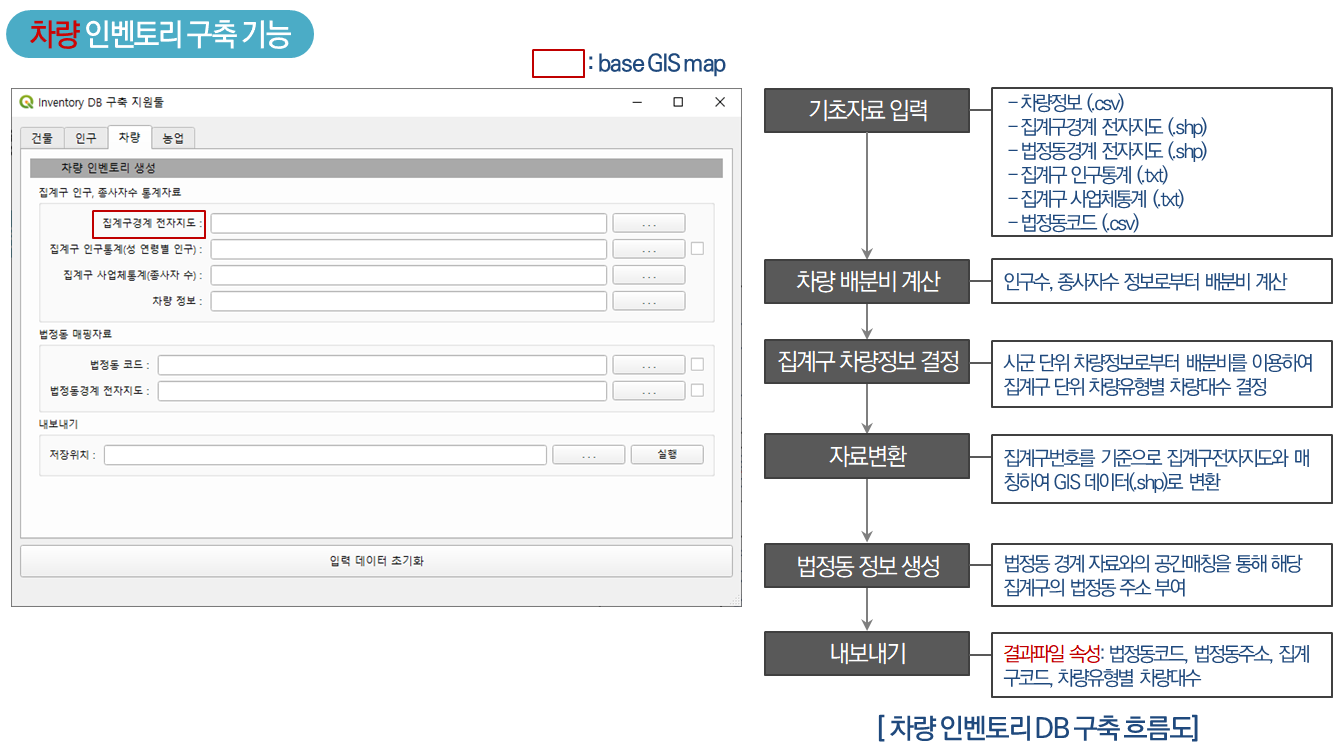 차량 인벤토리 구축 기능
: base GIS map
Inventory DB 구축 지원툴
건물 인구 차량 농업
차량 인벤토리 생성
집계구 인구, 종사자수 통계자료
집계구경계 전자지도 : ...
집계구 인구통계(성 연령별 인구) : ...
집계구 사업체통계(종사자 수) : ...
차량 정보 : ...
법정동 매핑자료
법정동 코드 : ...
법정동경계 전자지도 : ...
내보내기
저장위치 : ... 실행
입력 데이터 초기화
기초자료 입력
- 차량정보 (.csv)
- 집계구경계 전자지도 (.shp)
- 법정동경계 전자지도 (.shp)
- 집계구 인구통계 (.txt)
- 집계구 사업체통계 (.txt)
- 법정동코드 (.csv)
차량 배분비 계산
인구수, 종사자수 정보로부터 배분비 계산
집계구 차량정보 결정
시군 단위 차량정보로부터 배분비를 이용하여
집계구 단위 차량유형별 차량대수 결정
자료변환
집계구번호를 기준으로 집계구전자지도와 매
칭하여 GIS 데이터(.shp)로 변환
법정동 정보 생성
법정동 경계 자료와의 공간매칭을 통해 해당
집계구의 법정동 주소 부여
내보내기
결과파일 속성: 법정동코드, 법정동주소, 집계
구코드, 차량유형별 차량대수
[ 차량 인벤토리 DB 구축 흐름도]